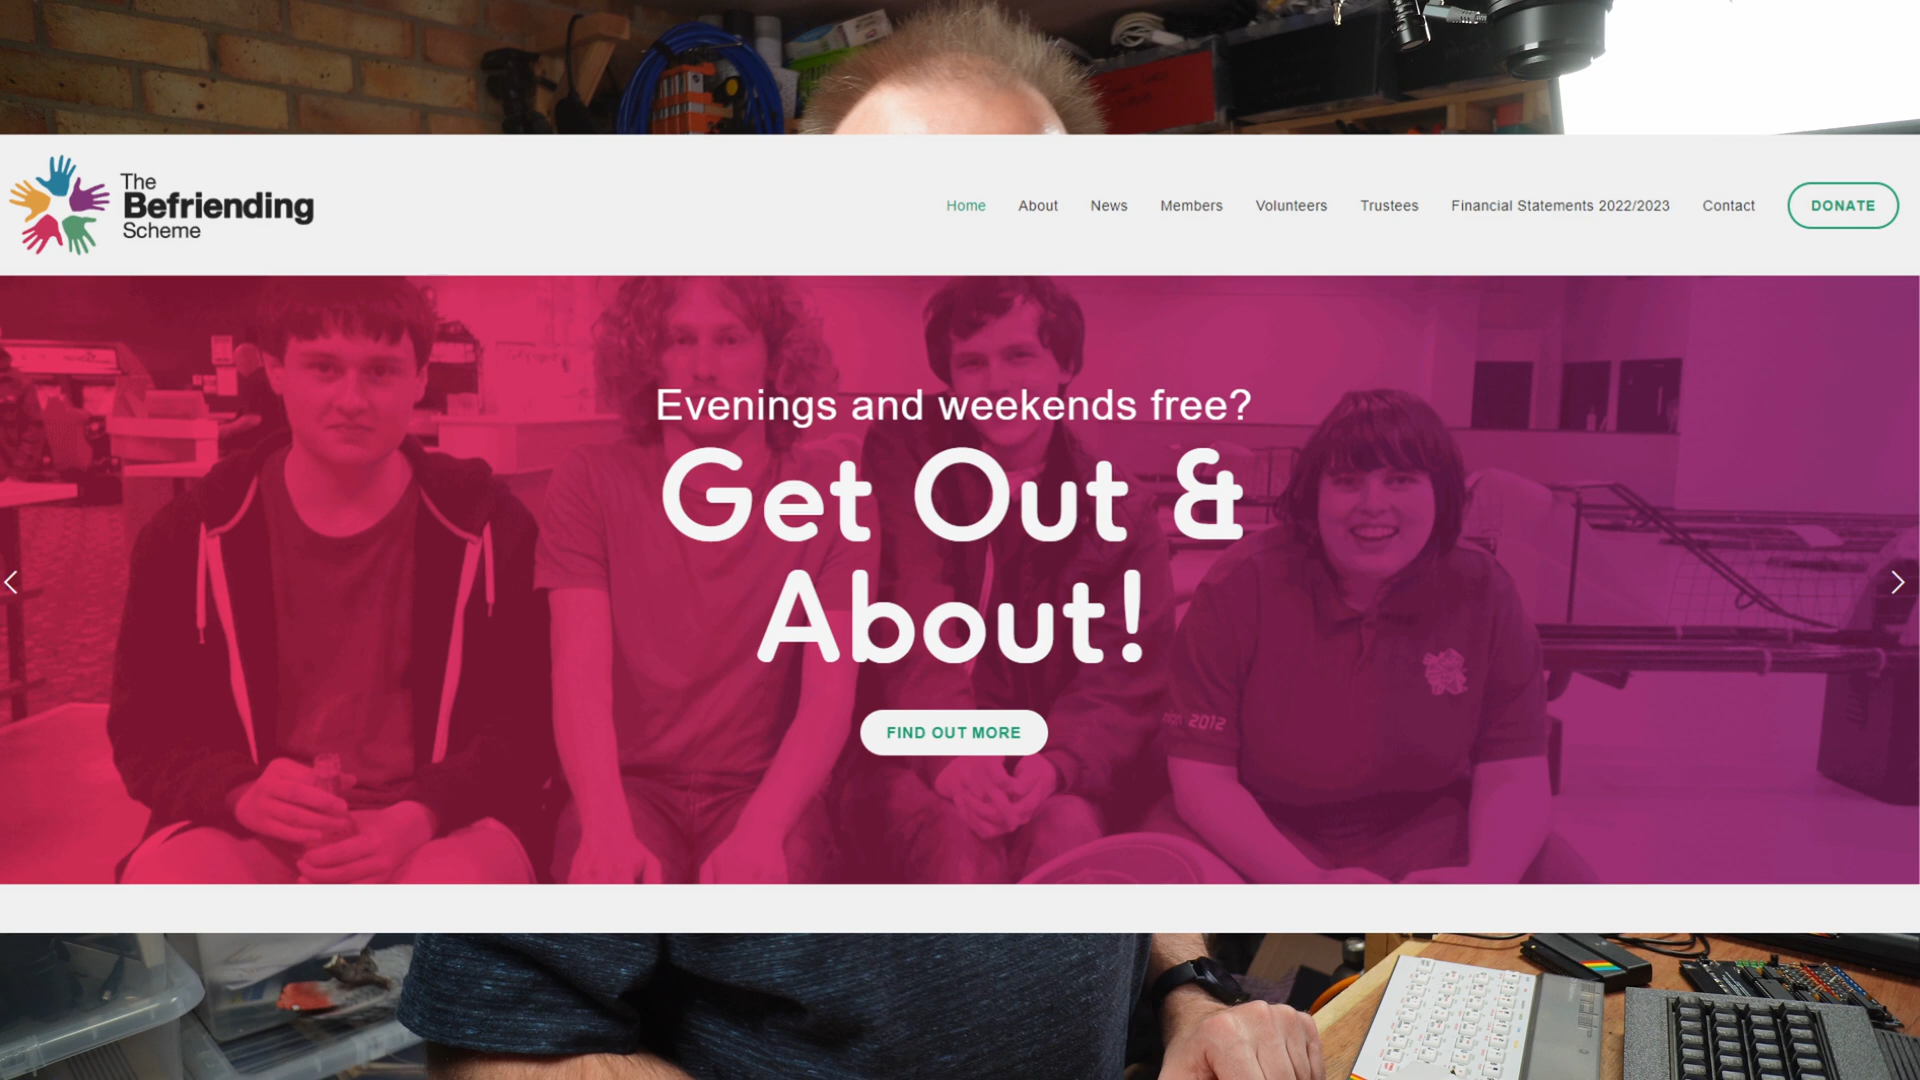 The
Befriending
Scheme
Home About News Members Volunteers Trustees Financial Statements 2022/2023 Contact DONATE
Evenings and weekends free?
Get Out &
About!
FIND OUT MORE
2012